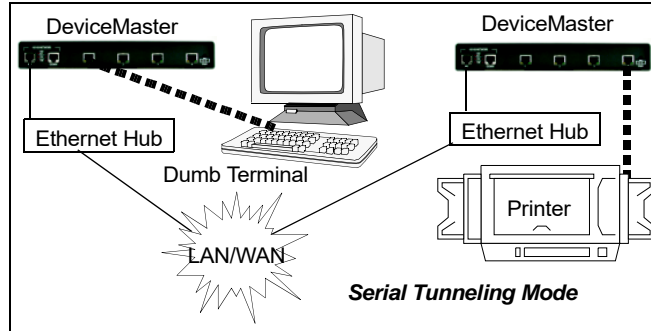 DeviceMaster
DeviceMaster
Ethernet Hub
Ethernet Hub
Dumb Terminal
Printer
LAN/WAN
Serial Tunneling Mode